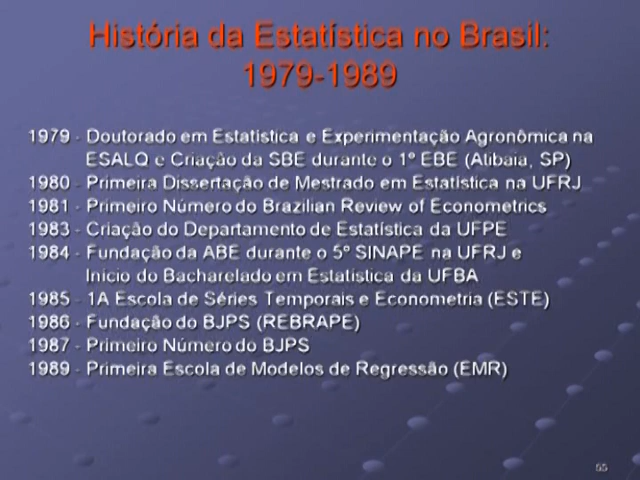 História da Estatística no Brasil:
1979-1989
1979 - Doutorado em Estatística e Experimentação Agronômica na
ESALQ e Criação da SBE durante o 1º EBE (Atibaia, SP)
1980 - Primeira Dissertação de Mestrado em Estatística na UFRJ
1981 - Primeiro Número do Brazilian Review of Econometrics
1983 - Criação do Departamento de Estatística da UFPE
1984 - Fundação da ABE durante o 5º SINAPE na UFRJ e
Início do Bacharelado em Estatística da UFBA
1985 - 1A Escola de Séries Temporais e Econometria (ESTE)
1986 - Fundação do BJPS (REBRAPE)
1987 - Primeiro Número do BJPS
1989 - Primeira Escola de Modelos de Regressão (EMR)